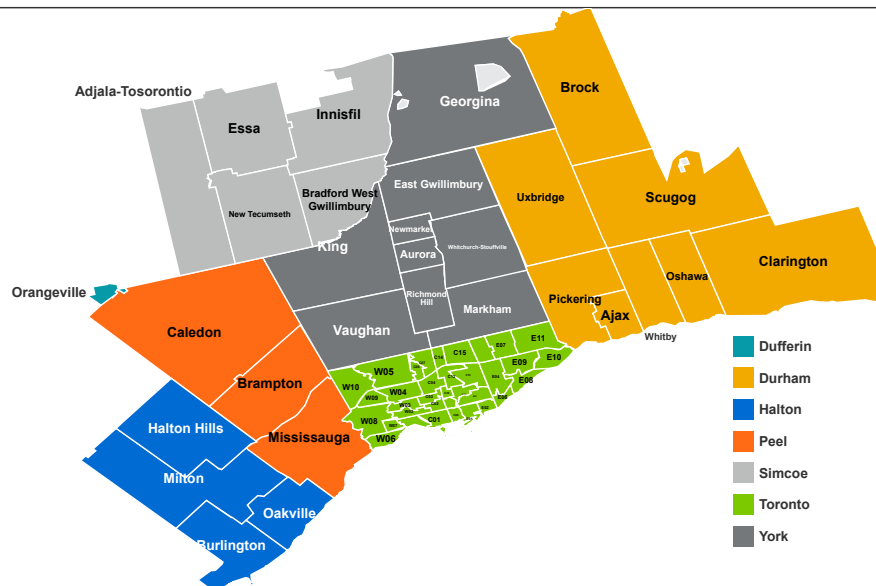 Brock
Adjala-Tosorontio
Georgina
Innisfil
Essa
East Gwillimbury
Bradford West
Gwillimbury
Uxbridge
Scugog
New Tecumseth
Newmarket
King
Whitchurch-Stouffville
Aurora
Clarington
Oshawa
Orangeville
Richmond
Hill
Pickering
Markham
Ajax
Caledon
Vaughan
Whitby
E11
E07
C15
C14
E10
E09
W05
Brampton
W10
E08
W04
W09
W08
C01
W06
Halton Hills
Mississauga
Milton
Oakville
Burlington
Dufferin
Durham
Halton
Peel
Simcoe
Toronto
York